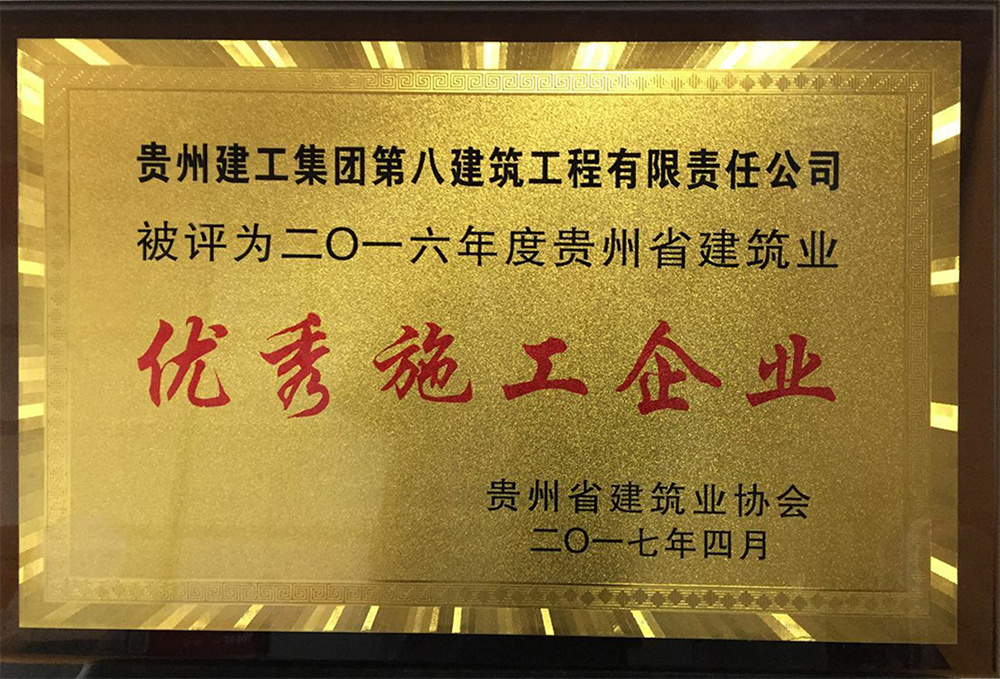 贵州建工集团第八建筑工程有限责任公司
被评为二〇一六年度贵州省建筑业
优秀施工企业
贵州省建筑业协会
二〇一七年四月